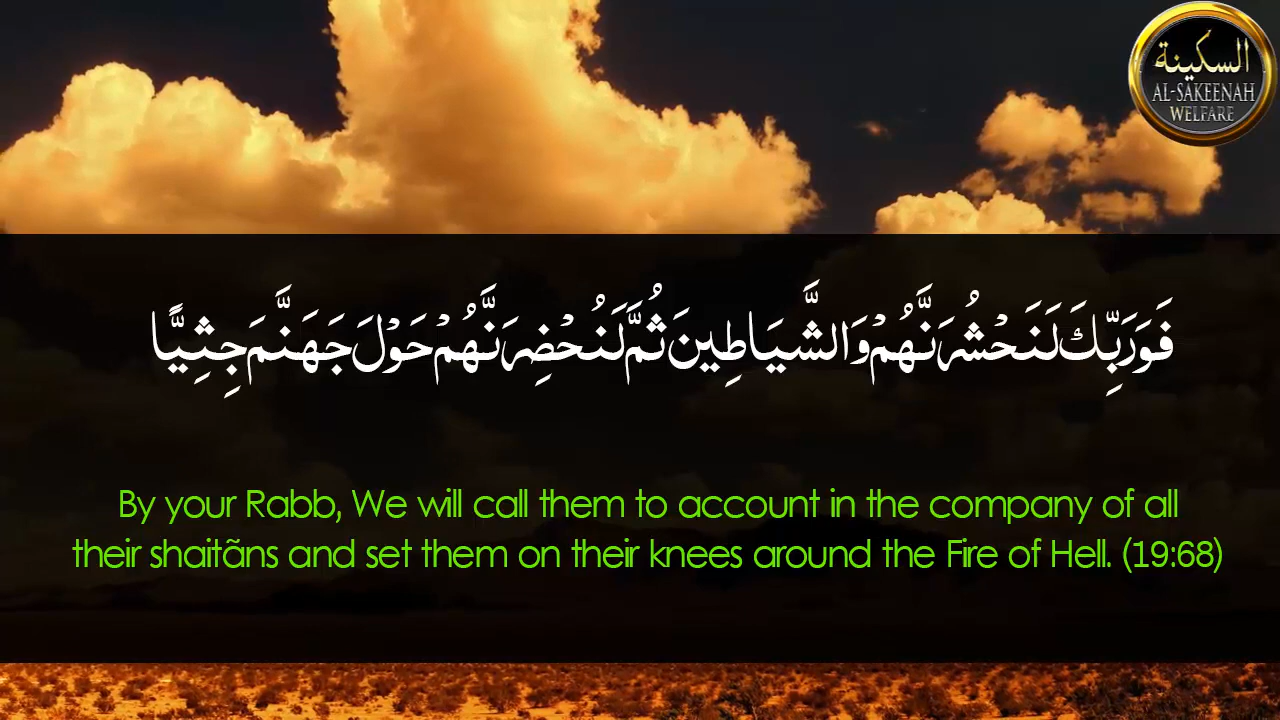 السكينة
AL-SAKEENAH
WELFARE
فَوَرَبِّكَ لَنَحْشُرَنَّهُمْ وَالشَّيَاطِينَ ثُمَّ لَنُحْضِرَنَّهُمْ حَوْلَ جَهَنَّمَ جِثِيًّا
By your Rabb, We will call them to account in the company of all
their shaitãns and set them on their knees around the Fire of Hell. (19:68)